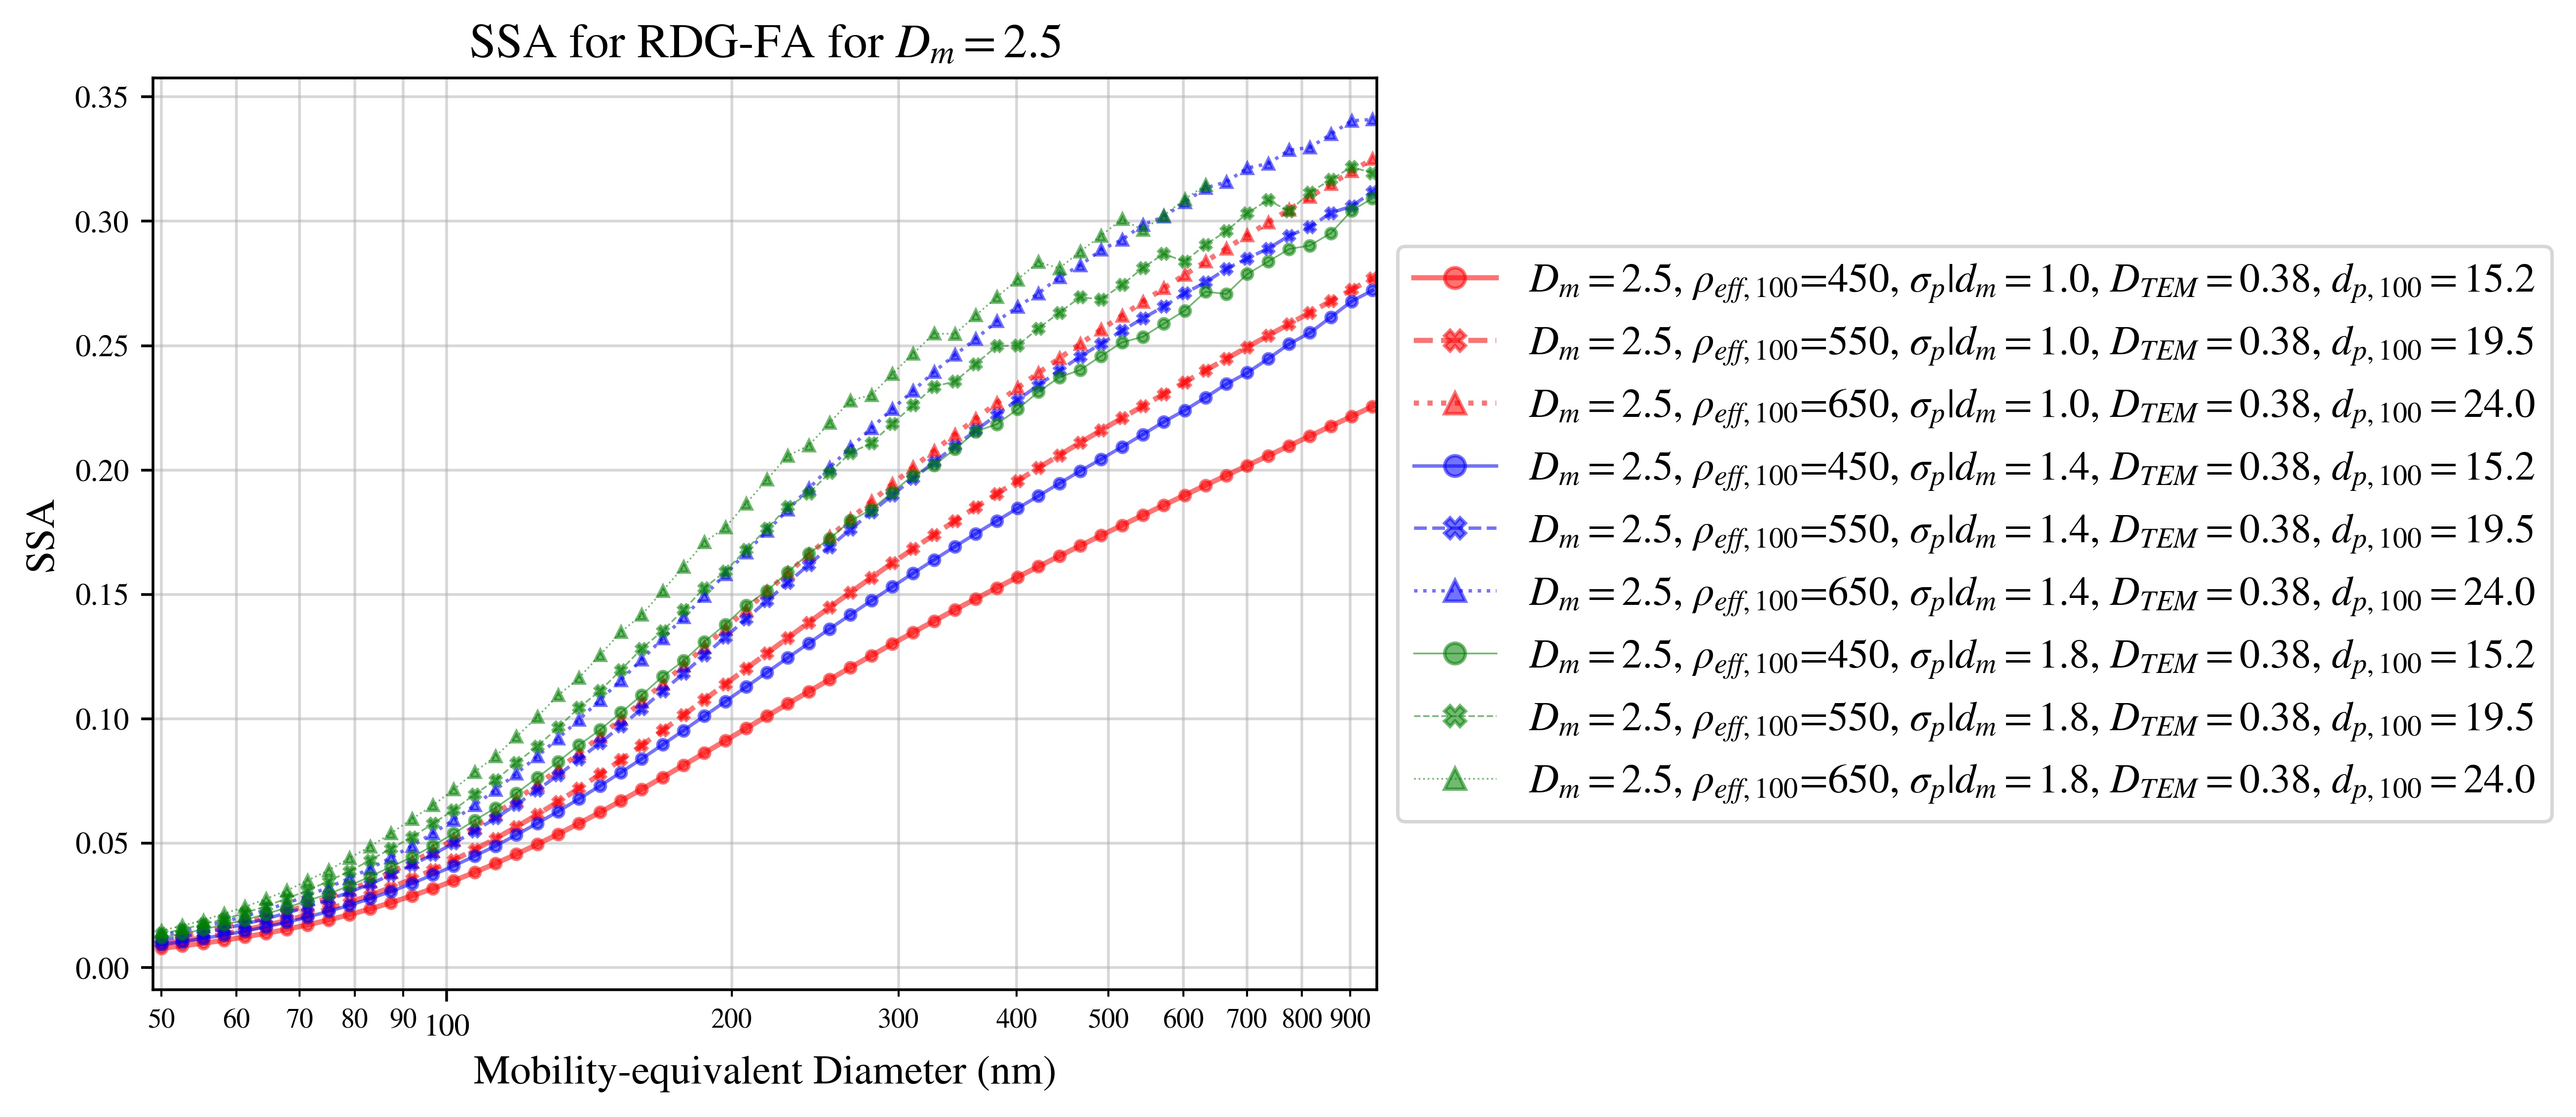 SSA for RDG-FA for Dₘ = 2.5
0.35
0.30
0.25
0.20
0.15
0.10
0.05
0.00
SSA
50 60 70 80 90 100 200 300 400 500 600 700 800 900
Mobility-equivalent Diameter (nm)
D_m = 2.5, ρ_eff,100=450, σ_p|d_m = 1.0, D_TEM = 0.38, d_p,100 = 15.2
D_m = 2.5, ρ_eff,100=550, σ_p|d_m = 1.0, D_TEM = 0.38, d_p,100 = 19.5
D_m = 2.5, ρ_eff,100=650, σ_p|d_m = 1.0, D_TEM = 0.38, d_p,100 = 24.0
D_m = 2.5, ρ_eff,100=450, σ_p|d_m = 1.4, D_TEM = 0.38, d_p,100 = 15.2
D_m = 2.5, ρ_eff,100=550, σ_p|d_m = 1.4, D_TEM = 0.38, d_p,100 = 19.5
D_m = 2.5, ρ_eff,100=650, σ_p|d_m = 1.4, D_TEM = 0.38, d_p,100 = 24.0
D_m = 2.5, ρ_eff,100=450, σ_p|d_m = 1.8, D_TEM = 0.38, d_p,100 = 15.2
D_m = 2.5, ρ_eff,100=550, σ_p|d_m = 1.8, D_TEM = 0.38, d_p,100 = 19.5
D_m = 2.5, ρ_eff,100=650, σ_p|d_m = 1.8, D_TEM = 0.38, d_p,100 = 24.0